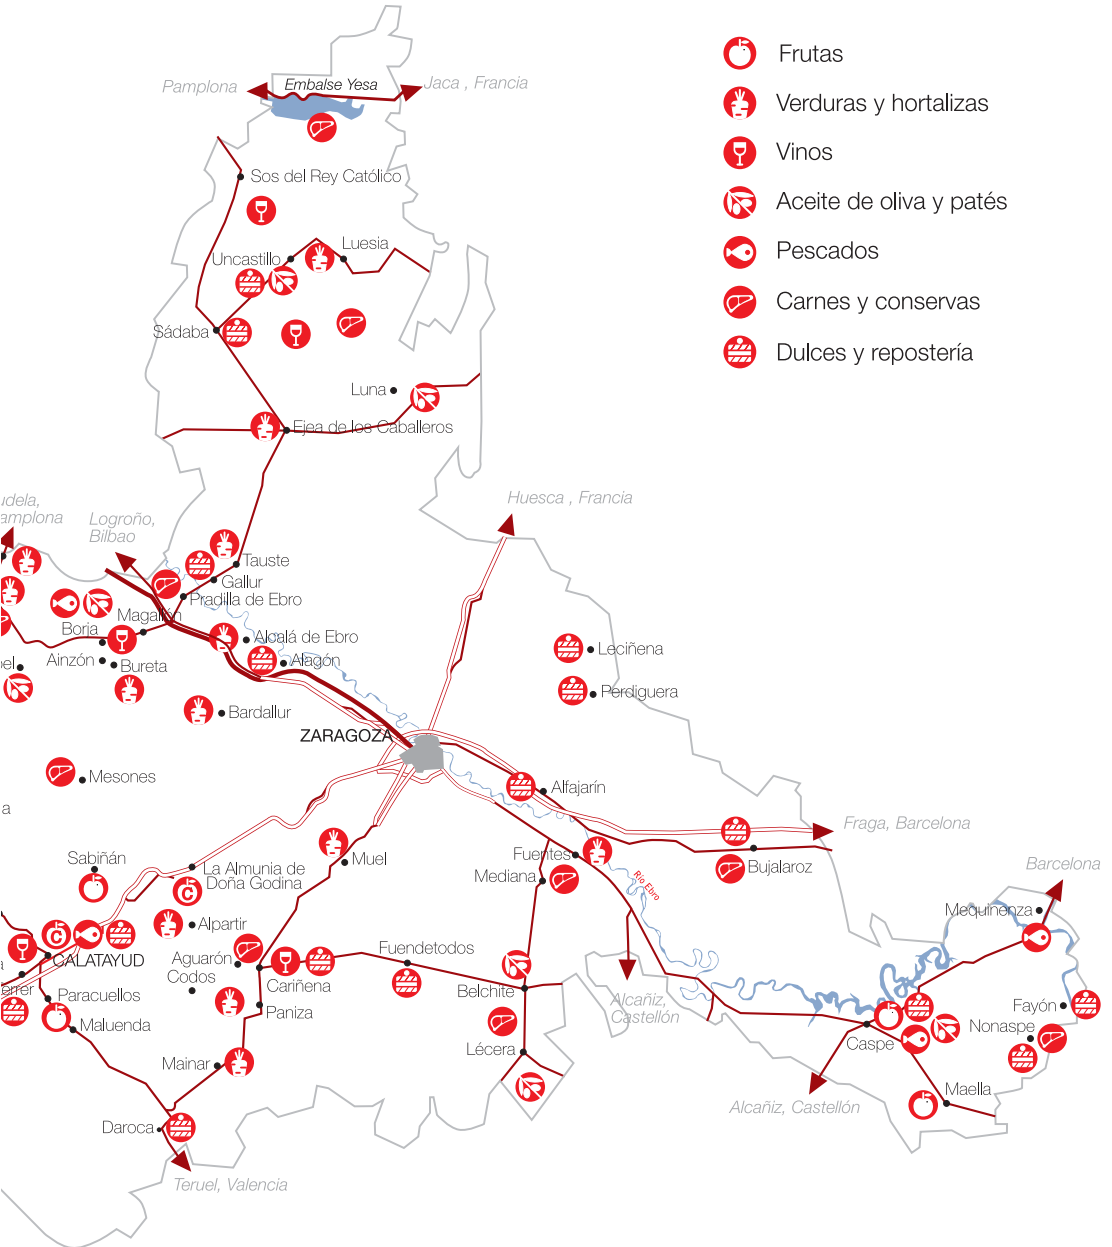 Frutas
Verduras y hortalizas
Vinos
Aceite de oliva y patés
Pescados
Carnes y conservas
Dulces y repostería
Pamplona
Embalse Yesa
Jaca , Francia
Sos del Rey Católico
Uncastillo
Luesia
Sádaba
Luna
Ejea de los Caballeros
Huesca , Francia
Logroño,
Bilbao
Tauste
Gallur
Pradilla de Ebro
Magallón
Borja
Alcalá de Ebro
Ainzón
Bureta
Alagón
Leciñena
Perdiguera
Bardallur
ZARAGOZA
Mesones
Alfajarín
Fraga, Barcelona
Sabiñán
La Almunia de
Doña Godina
Muel
Fuentes
Mediana
Bujalaroz
Río Ebro
Barcelona
Mequinenza
Alpartir
Aguarón
Codos
Fuendetodos
CALATAYUD
Cariñena
Belchite
Paracuellos
Paniza
Alcañiz,
Castellón
Fayón
Nonaspe
Maluenda
Caspe
Lécera
Mainar
Maella
Alcañiz, Castellón
Daroca
Teruel, Valencia